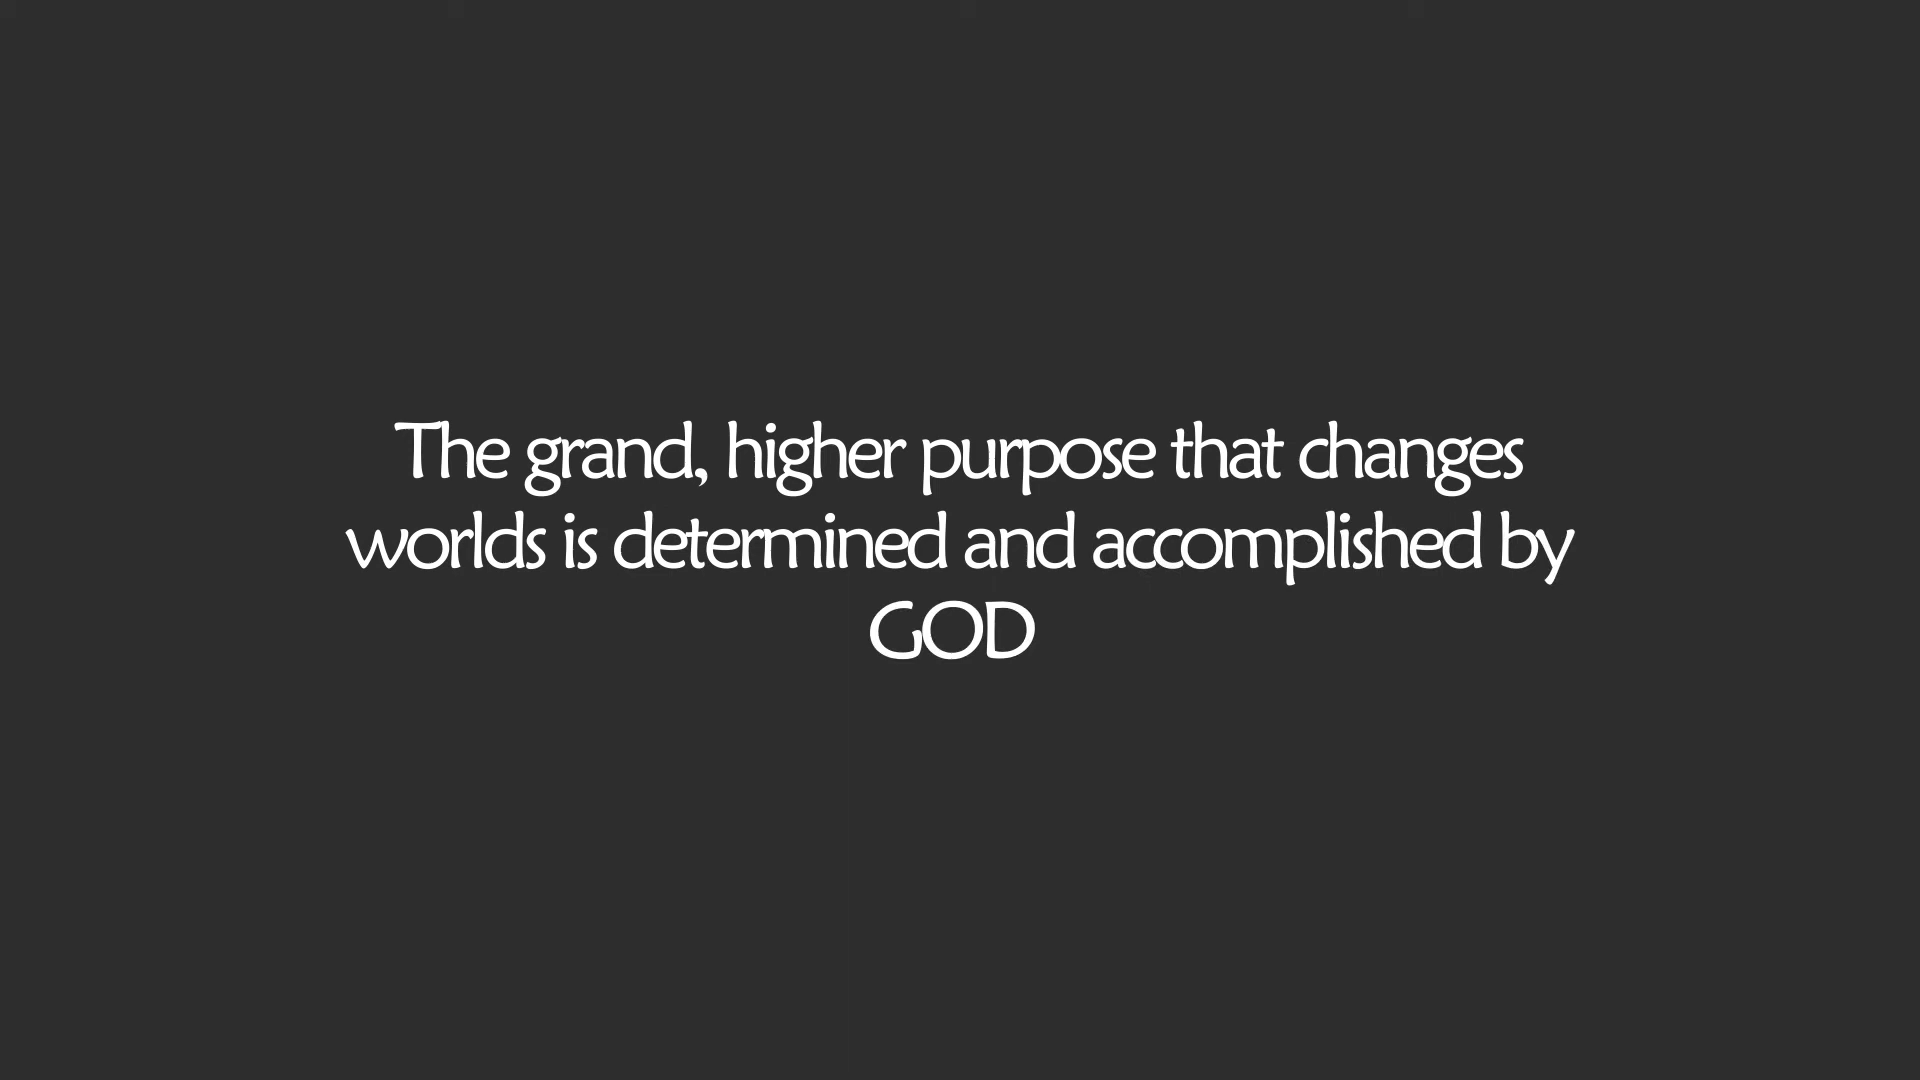 The grand, higher purpose that changes
worlds is determined and accomplished by
GOD